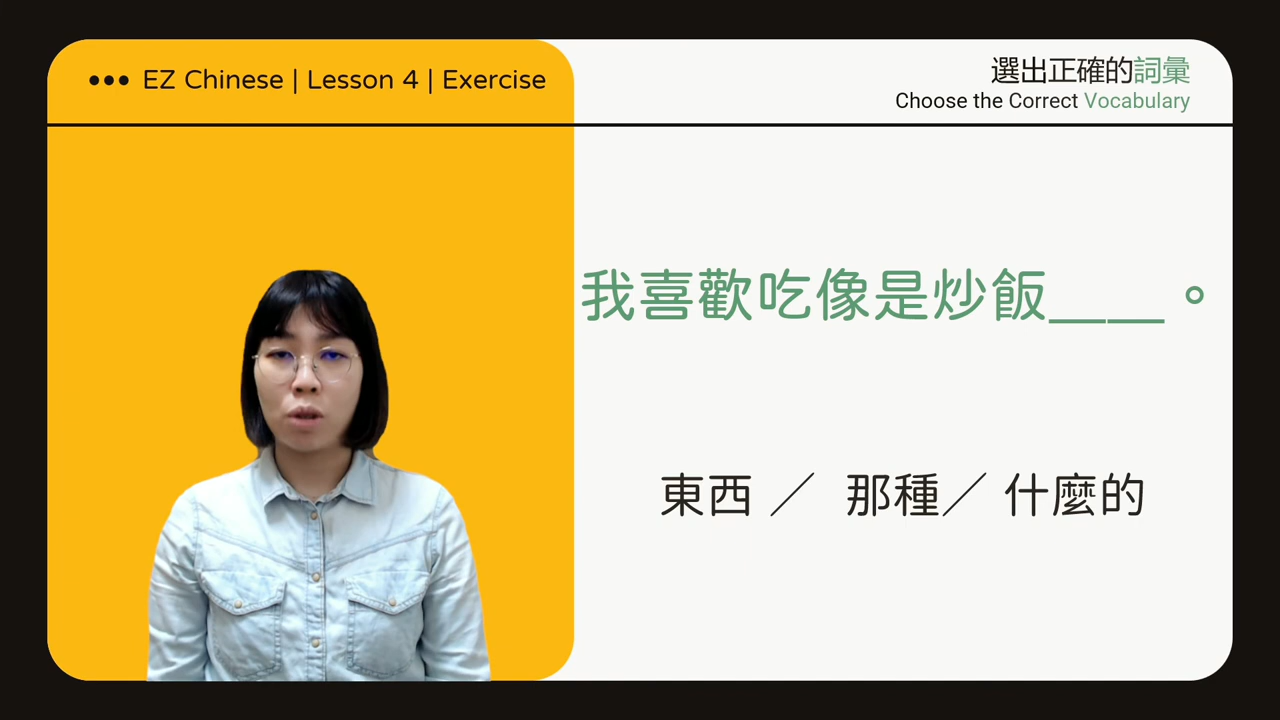 ●●● EZ Chinese | Lesson 4 | Exercise
選出正確的詞彙
Choose the Correct Vocabulary
我喜歡吃像是炒飯____。
東西 ／ 那種／ 什麼的